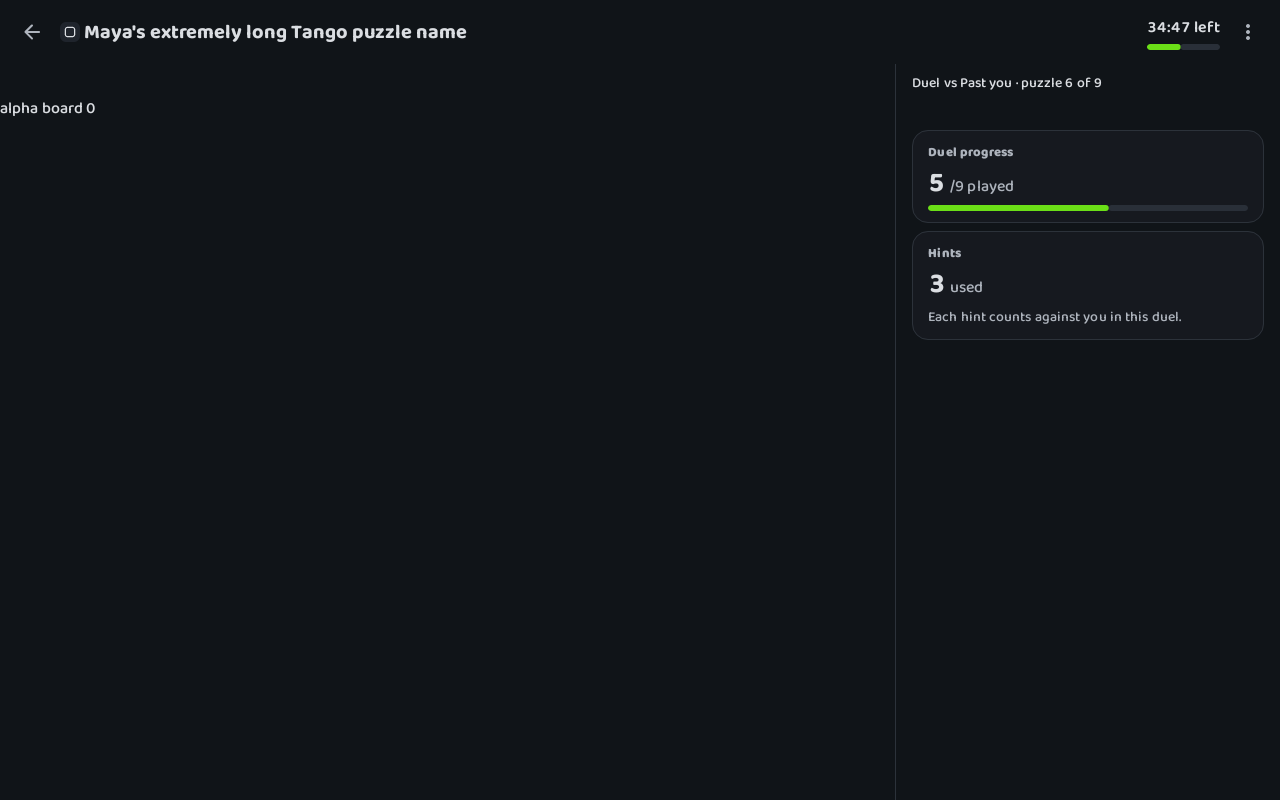 Maya's extremely long Tango puzzle name
34:47 left
alpha board 0
Duel vs Past you · puzzle 6 of 9
Duel progress
5 /9 played
Hints
3 used
Each hint counts against you in this duel.